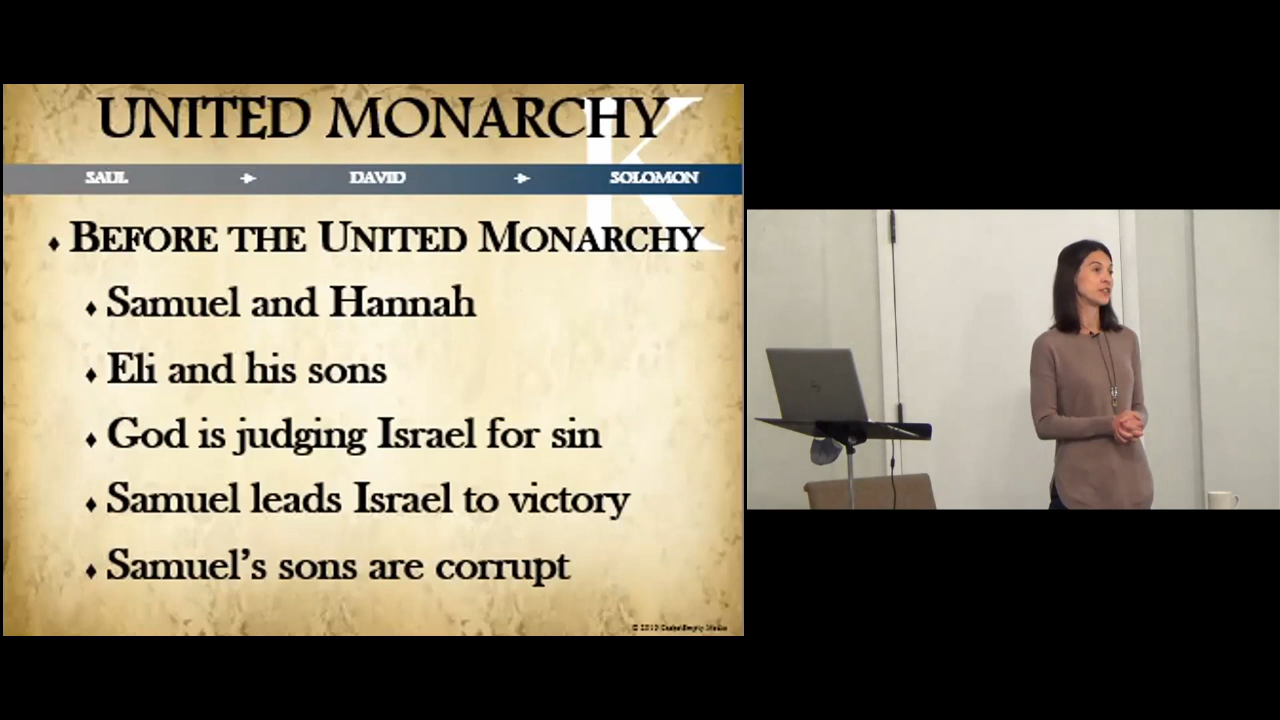 UNITED MONARCHY
K
SAUL → DAVID → SOLOMON
♦ BEFORE THE UNITED MONARCHY
♦ Samuel and Hannah
♦ Eli and his sons
♦ God is judging Israel for sin
♦ Samuel leads Israel to victory
♦ Samuel's sons are corrupt